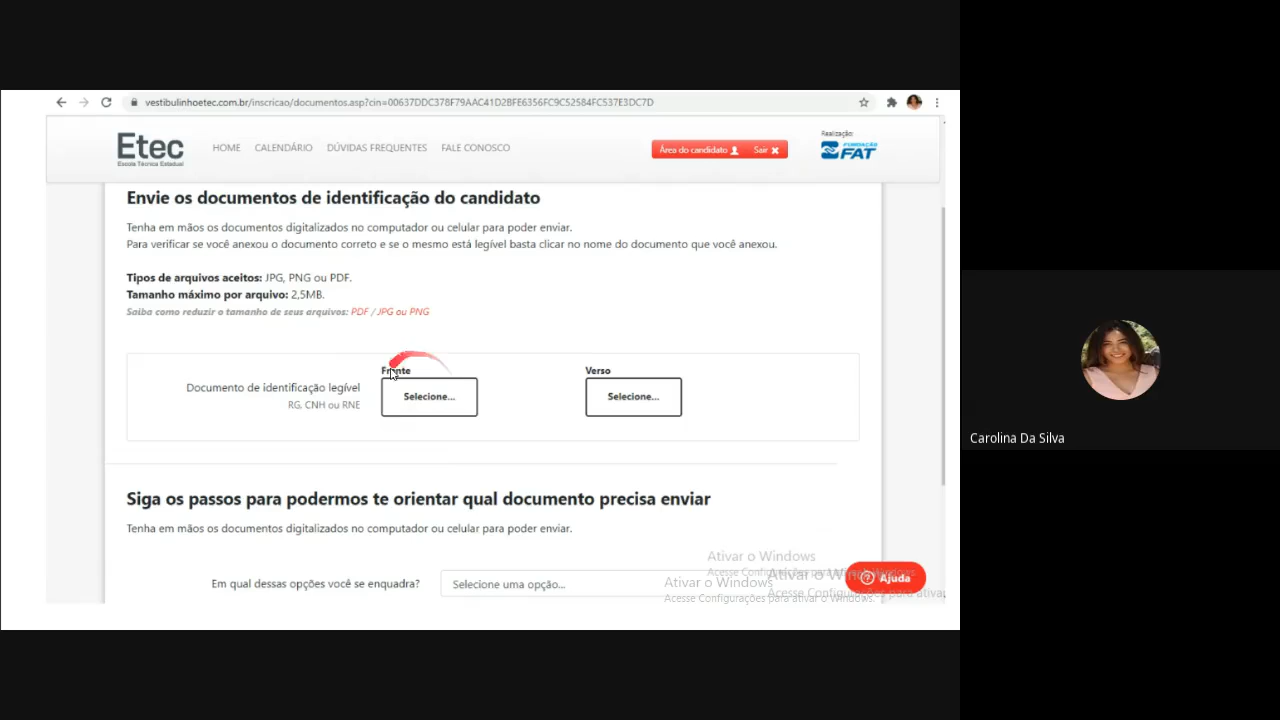 vestibulinhoetec.com.br/inscricao/documentos.asp?cin=00637DDC378F79AAC41D2BFE6356FC9C52584FC537E3DC7D
Etec
Escola Técnica Estadual
HOME CALENDÁRIO DÚVIDAS FREQUENTES FALE CONOSCO
Área do candidato Sair
Realização:
FUNDAÇÃO
FAT
Envie os documentos de identificação do candidato
Tenha em mãos os documentos digitalizados no computador ou celular para poder enviar.
Para verificar se você anexou o documento correto e se o mesmo está legível basta clicar no nome do documento que você anexou.
Tipos de arquivos aceitos: JPG, PNG ou PDF.
Tamanho máximo por arquivo: 2,5MB.
Saiba como reduzir o tamanho de seus arquivos: PDF / JPG ou PNG
Frente Verso
Documento de identificação legível
RG, CNH ou RNE
Selecione... Selecione...
Carolina Da Silva
Siga os passos para podermos te orientar qual documento precisa enviar
Tenha em mãos os documentos digitalizados no computador ou celular para poder enviar.
Em qual dessas opções você se enquadra? Selecione uma opção...
Ativar o Windows
Ativar o Windows
Acesse Configurações para ativar o Windows.
Ajuda